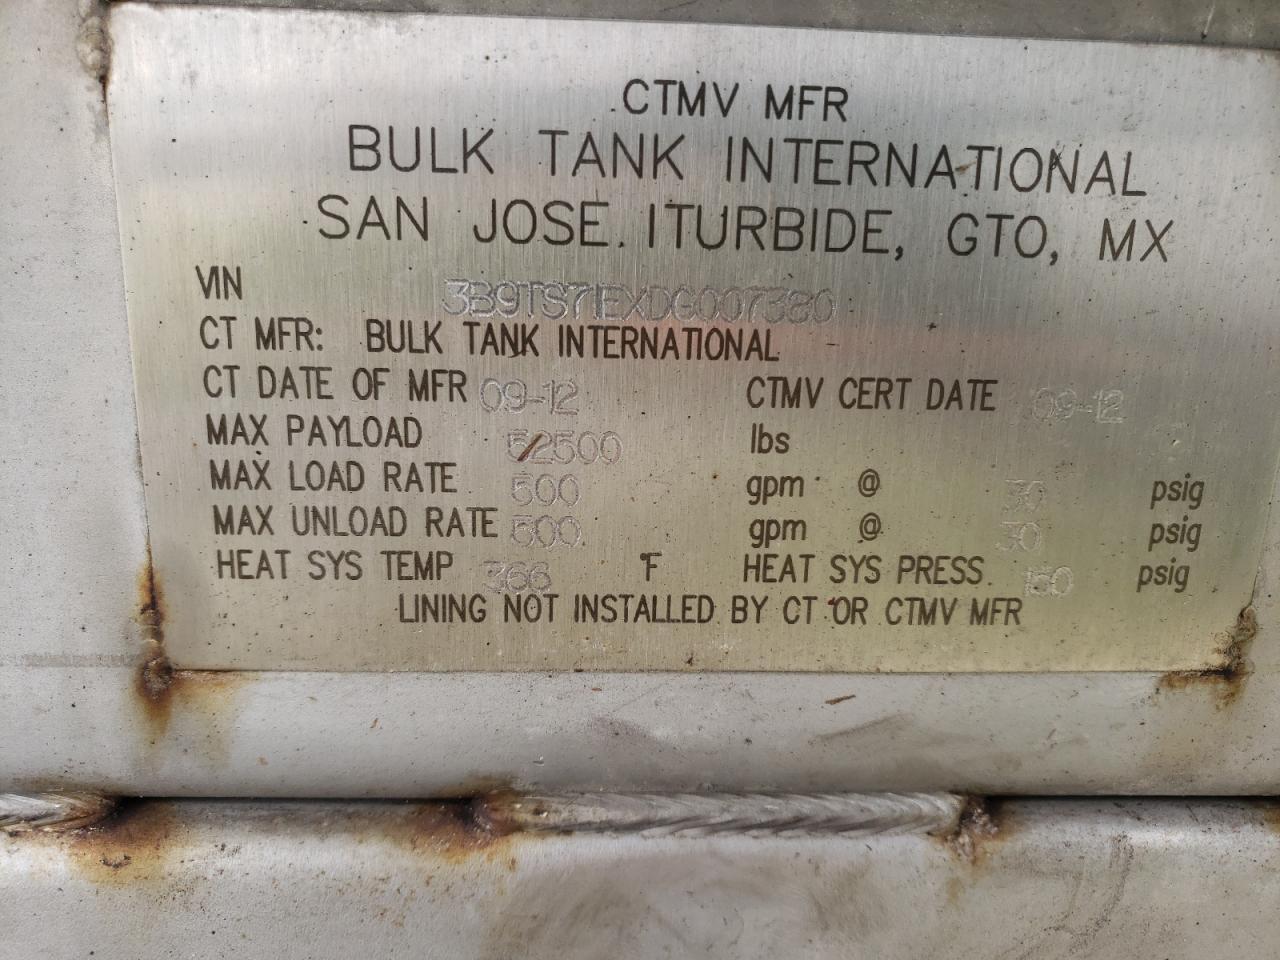 CTMV MFR
BULK TANK INTERNATIONAL
SAN JOSE ITURBIDE, GTO, MX
VIN 3B9TS71EXDG007380
CT MFR: BULK TANK INTERNATIONAL
CT DATE OF MFR 09-12 CTMV CERT DATE 09-12
MAX PAYLOAD 52500 lbs
MAX LOAD RATE 500 gpm @ 30 psig
MAX UNLOAD RATE 500 gpm @ 30 psig
HEAT SYS TEMP 366 °F HEAT SYS PRESS 150 psig
LINING NOT INSTALLED BY CT OR CTMV MFR